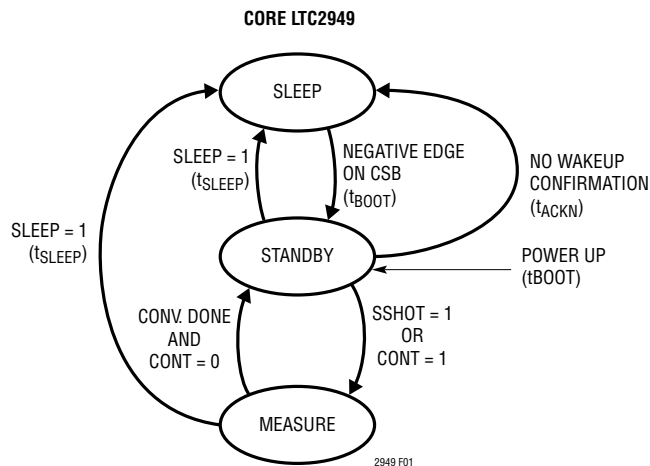 CORE LTC2949
SLEEP
SLEEP = 1
(tSLEEP)
NEGATIVE EDGE
ON CSB
(tBOOT)
NO WAKEUP
CONFIRMATION
(tACKN)
SLEEP = 1
(tSLEEP)
STANDBY
POWER UP
(tBOOT)
CONV. DONE
AND
CONT = 0
SSHOT = 1
OR
CONT = 1
MEASURE
2949 F01